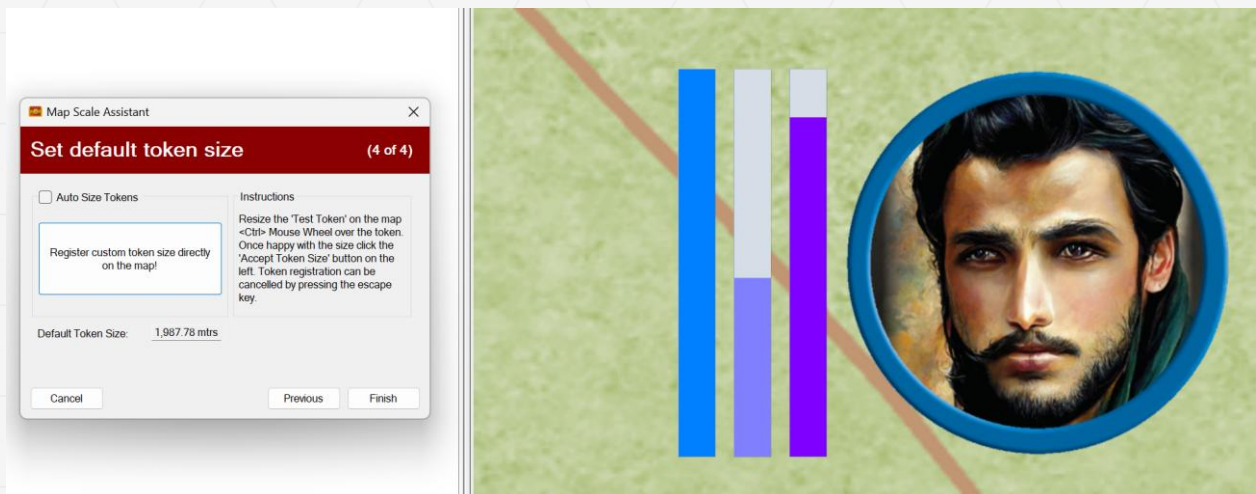 Map Scale Assistant
Set default token size
(4 of 4)
Auto Size Tokens
Register custom token size directly
on the map!
Instructions
Resize the 'Test Token' on the map
<Ctrl> Mouse Wheel over the token.
Once happy with the size click the
'Accept Token Size' button on the
left. Token registration can be
cancelled by pressing the escape
key.
Default Token Size:
1,987.78 mtrs
Cancel
Previous
Finish